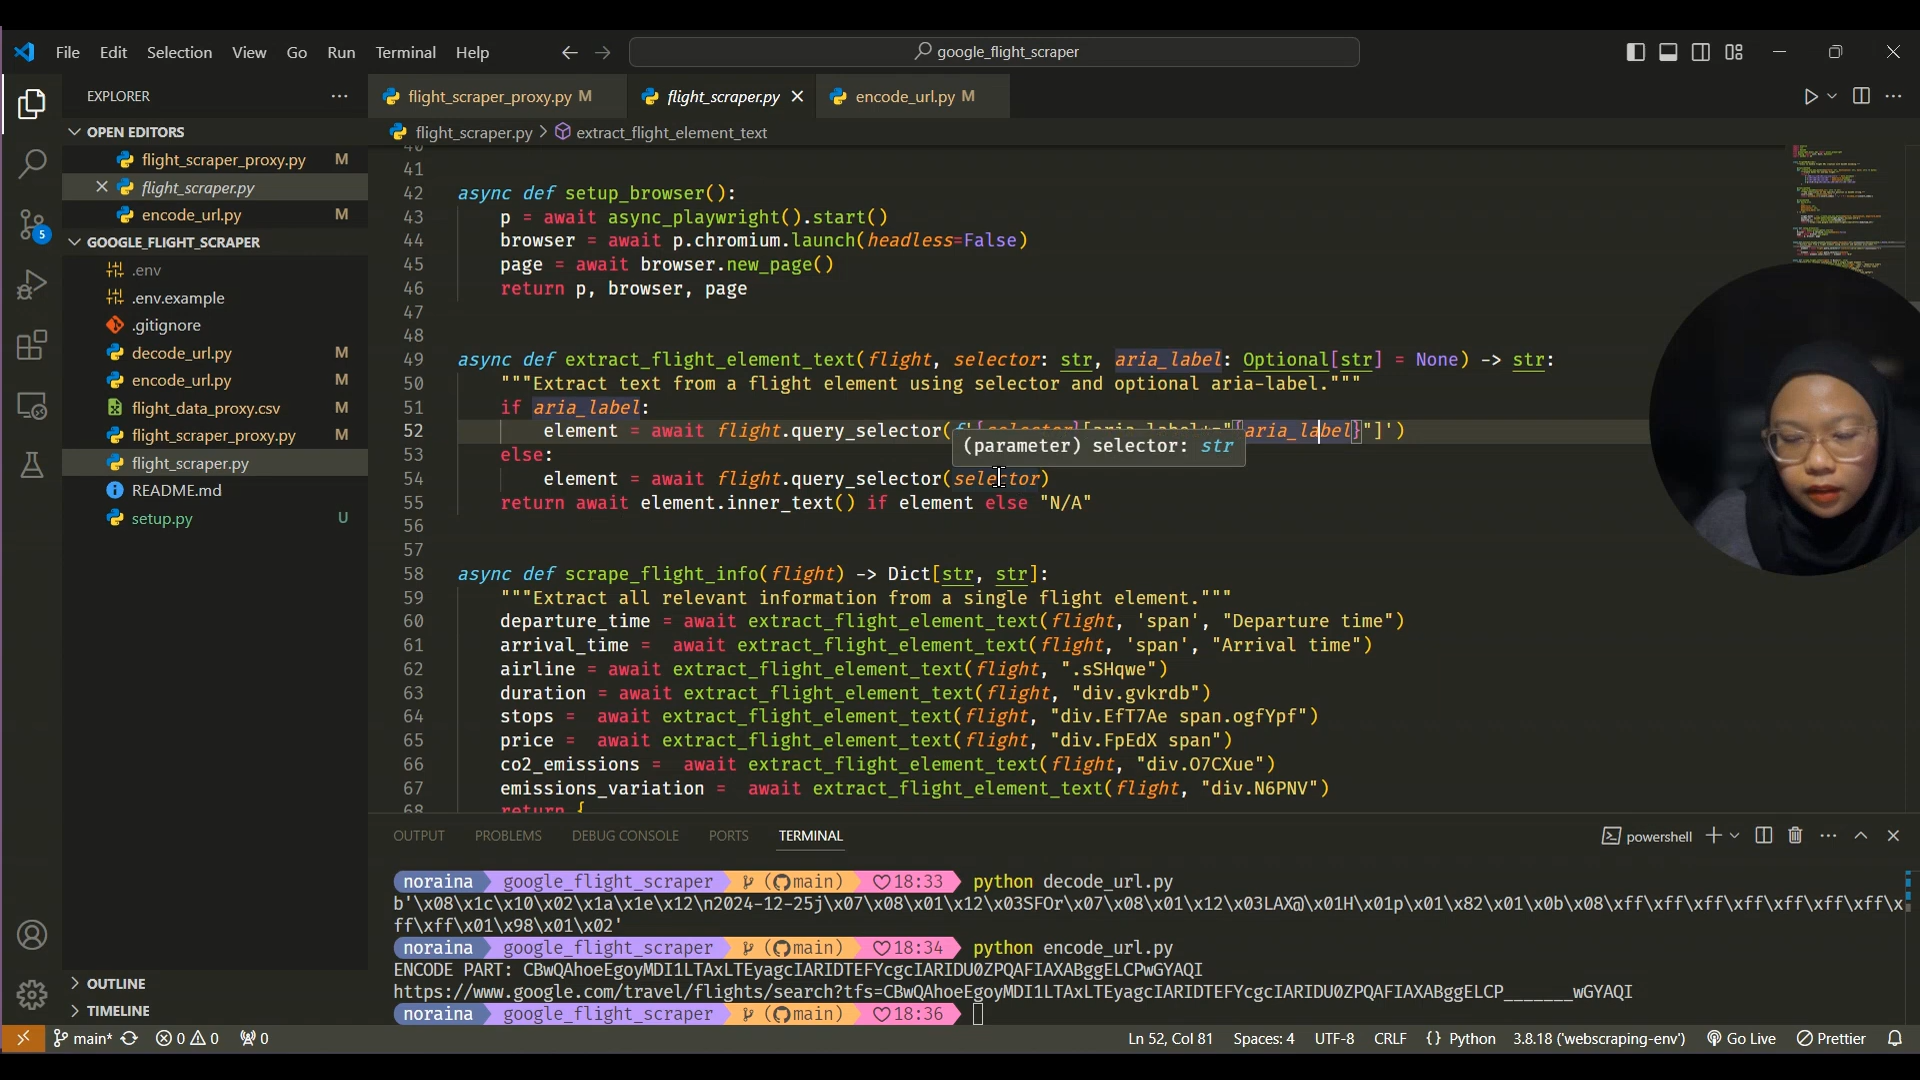 File Edit Selection View Go Run Terminal Help
google_flight_scraper
EXPLORER
OPEN EDITORS
flight_scraper_proxy.py M
flight_scraper.py
encode_url.py M
GOOGLE_FLIGHT_SCRAPER
.env
.env.example
.gitignore
decode_url.py M
encode_url.py M
flight_data_proxy.csv M
flight_scraper_proxy.py M
flight_scraper.py
README.md
setup.py U
OUTLINE
TIMELINE
5
flight_scraper_proxy.py M
flight_scraper.py
encode_url.py M
flight_scraper.py > extract_flight_element_text
41
42 async def setup_browser():
43 p = await async_playwright().start()
44 browser = await p.chromium.launch(headless=False)
45 page = await browser.new_page()
46 return p, browser, page
47
48
49 async def extract_flight_element_text(flight, selector: str, aria_label: Optional[str] = None) -> str:
50 """Extract text from a flight element using selector and optional aria-label."""
51 if aria_label:
52 element = await flight.query_selector( {aria_label}"]')
(parameter) selector: str
53 else:
54 element = await flight.query_selector(selector)
55 return await element.inner_text() if element else "N/A"
56
57
58 async def scrape_flight_info(flight) -> Dict[str, str]:
59 """Extract all relevant information from a single flight element."""
60 departure_time = await extract_flight_element_text(flight, 'span', "Departure time")
61 arrival_time = await extract_flight_element_text(flight, 'span', "Arrival time")
62 airline = await extract_flight_element_text(flight, ".sSHqwe")
63 duration = await extract_flight_element_text(flight, "div.gvkrdb")
64 stops = await extract_flight_element_text(flight, "div.EfT7Ae span.ogfYpf")
65 price = await extract_flight_element_text(flight, "div.FpEdX span")
66 co2_emissions = await extract_flight_element_text(flight, "div.O7CXue")
67 emissions_variation = await extract_flight_element_text(flight, "div.N6PNV")
68 return {
OUTPUT PROBLEMS DEBUG CONSOLE PORTS TERMINAL
powershell
noraina google_flight_scraper (main) 18:33 python decode_url.py
b'\x08\x1c\x10\x02\x1a\x1e\x12\n2024-12-25j\x07\x08\x01\x12\x03SFOr\x07\x08\x01\x12\x03LAX@\x01H\x01p\x01\x82\x01\x0b\x08\xff\xff\xff\xff\xff\xff\xff\x
ff\xff\x01\x98\x01\x02'
noraina google_flight_scraper (main) 18:34 python encode_url.py
ENCODE PART: CBwQAhoeEgoyMDI1LTAxLTEyagcIARIDTEFYcgcIARIDU0ZPQAFIAXABggELCPwGYAQI
https://www.google.com/travel/flights/search?tfs=CBwQAhoeEgoyMDI1LTAxLTEyagcIARIDTEFYcgcIARIDU0ZPQAFIAXABggELCP_______wGYAQI
noraina google_flight_scraper (main) 18:36
main* 0 0 0 Ln 52, Col 81 Spaces: 4 UTF-8 CRLF {} Python 3.8.18 ('webscraping-env') Go Live Prettier